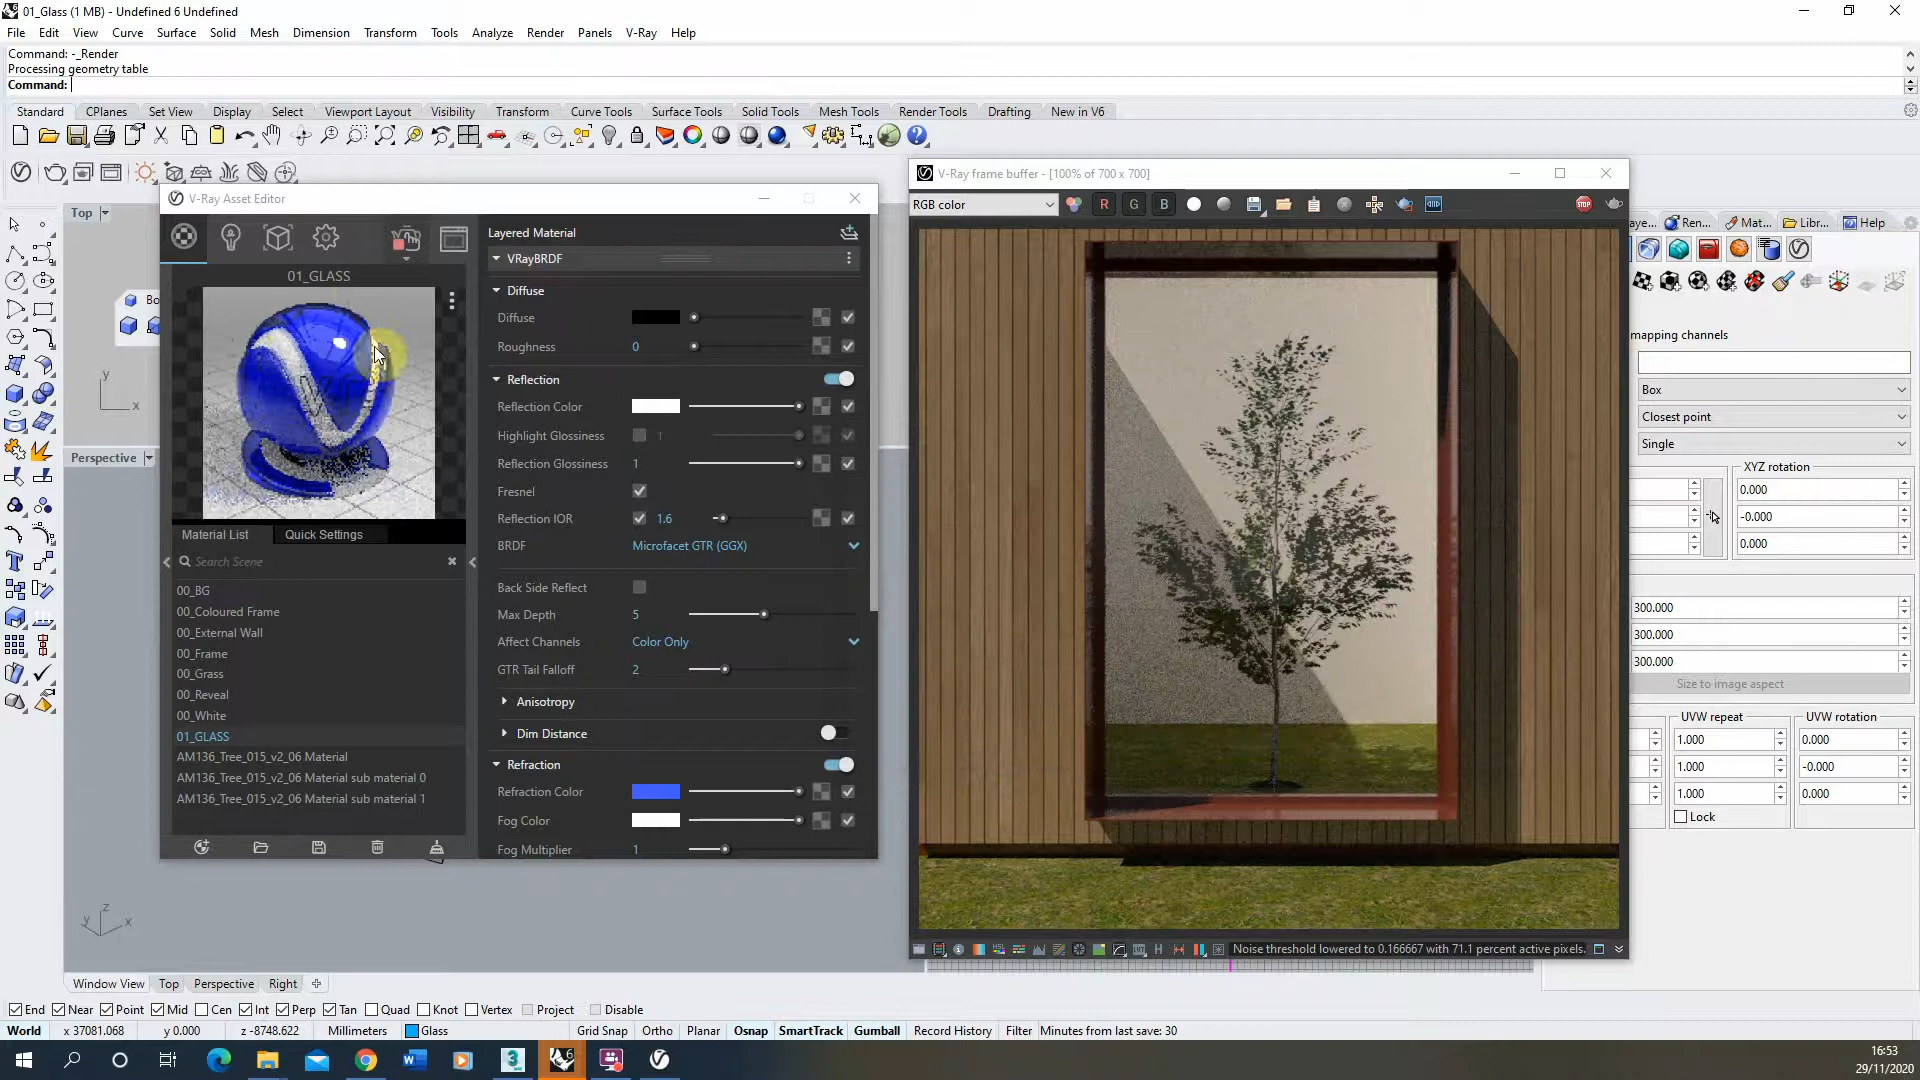 01_Glass (1 MB) - Undefined 6 Undefined
File Edit View Curve Surface Solid Mesh Dimension Transform Tools Analyze Render Panels V-Ray Help
Command: -_Render
Processing geometry table
Command:
Standard CPlanes Set View Display Select Viewport Layout Visibility Transform Curve Tools Surface Tools Solid Tools Mesh Tools Render Tools Drafting New in V6
V-Ray Asset Editor
V-Ray frame buffer - [100% of 700 x 700]
RGB color R G B STOP
Top
Ren... Mat... Libr... Help
Layered Material
VRayBRDF
01_GLASS
Diffuse
Diffuse
Roughness 0
Reflection
Reflection Color
Highlight Glossiness 1
Reflection Glossiness 1
Fresnel
Reflection IOR 1.6
BRDF Microfacet GTR (GGX)
Back Side Reflect
Max Depth 5
Affect Channels Color Only
GTR Tail Falloff 2
Anisotropy
Dim Distance
Refraction
Refraction Color
Fog Color
Fog Multiplier 1
Perspective
Material List Quick Settings
Search Scene
00_BG
00_Coloured Frame
00_External Wall
00_Frame
00_Grass
00_Reveal
00_White
01_GLASS
AM136_Tree_015_v2_06 Material
AM136_Tree_015_v2_06 Material sub material 0
AM136_Tree_015_v2_06 Material sub material 1
mapping channels
Box
Closest point
Single
XYZ rotation
0.000
-0.000
0.000
300.000
300.000
300.000
Size to image aspect
UVW repeat UVW rotation
1.000 0.000
1.000 -0.000
1.000 0.000
Lock
Noise threshold lowered to 0.166667 with 71.1 percent active pixels.
Window View Top Perspective Right
End Near Point Mid Cen Int Perp Tan Quad Knot Vertex Project Disable
World x 37081.068 y 0.000 z -8748.622 Millimeters Glass Grid Snap Ortho Planar Osnap SmartTrack Gumball Record History Filter Minutes from last save: 30
16:53
29/11/2020